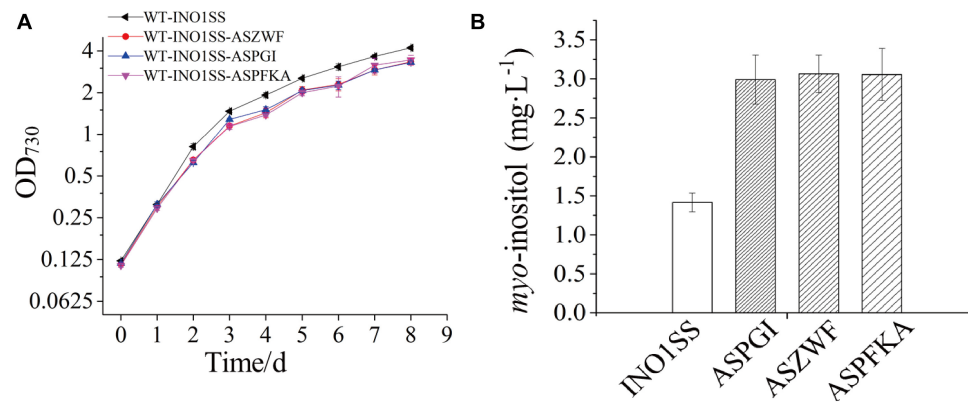 A
WT-INO1SS
WT-INO1SS-ASZWF
WT-INO1SS-ASPGI
WT-INO1SS-ASPFKA
OD730
4
2
1
0.5
0.25
0.125
0.0625
0 1 2 3 4 5 6 7 8 9
Time/d
B
myo-inositol (mg·L-1)
3.5
3.0
2.5
2.0
1.5
1.0
0.5
0.0
INO1SS ASPGI ASZWF ASPFKA